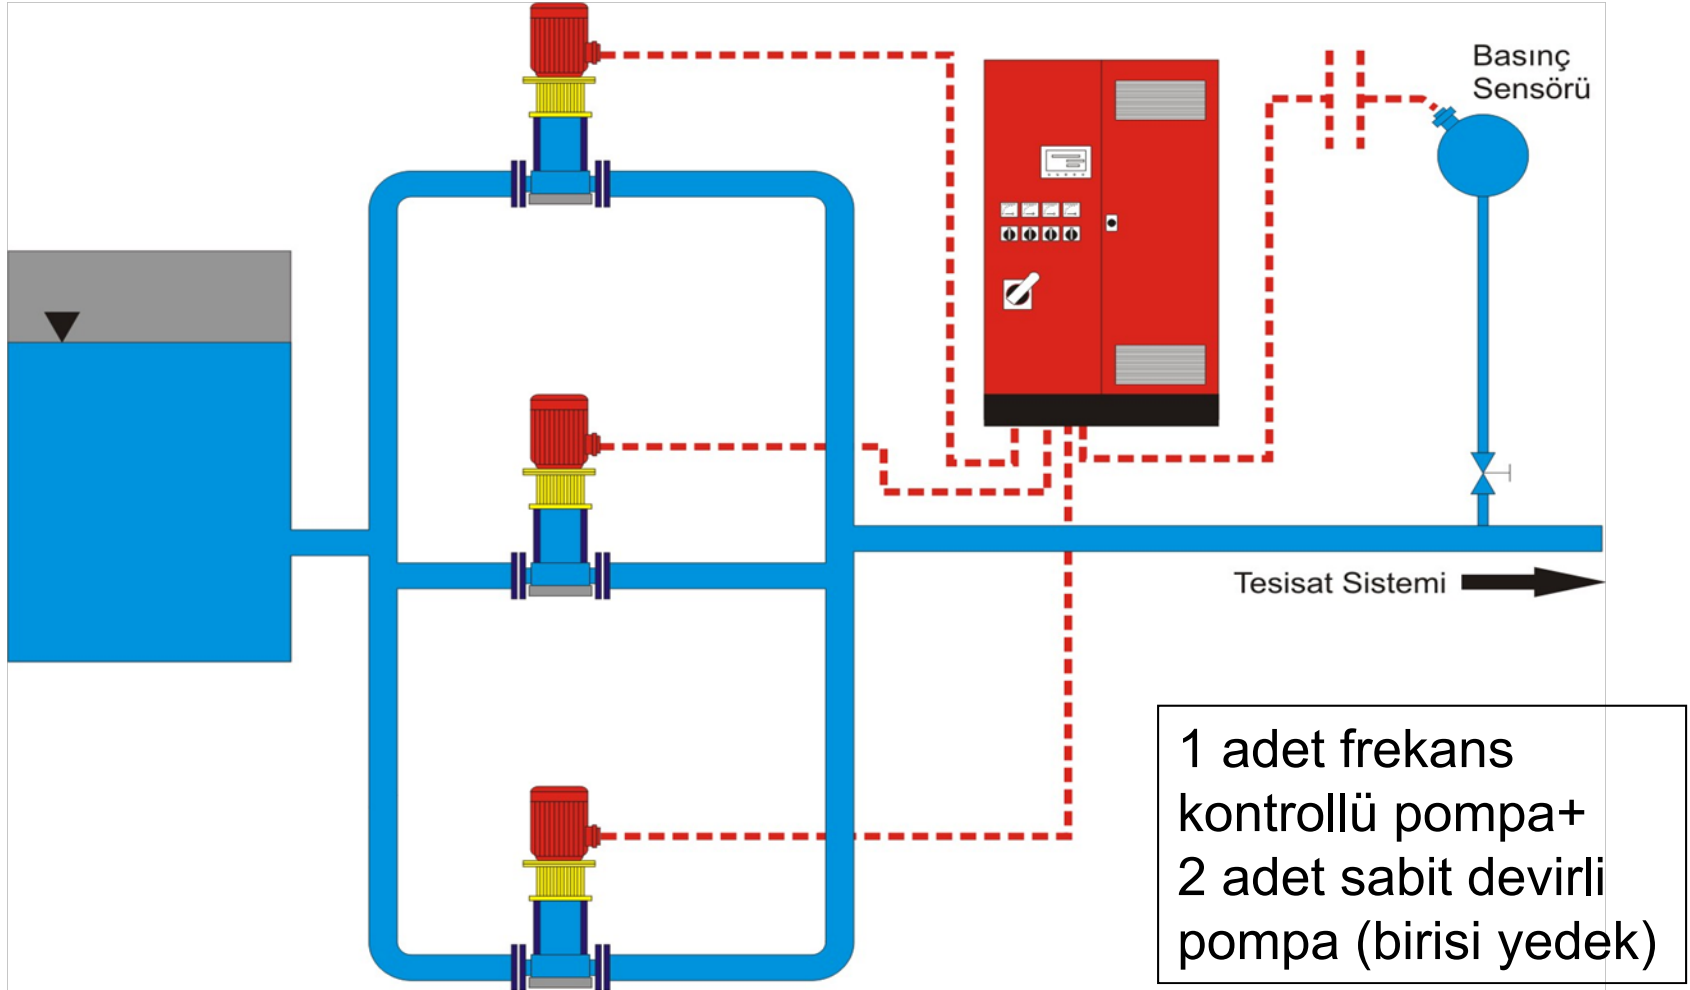 Basınç
Sensörü
Tesisat Sistemi
1 adet frekans
kontrollü pompa+
2 adet sabit devirli
pompa (birisi yedek)